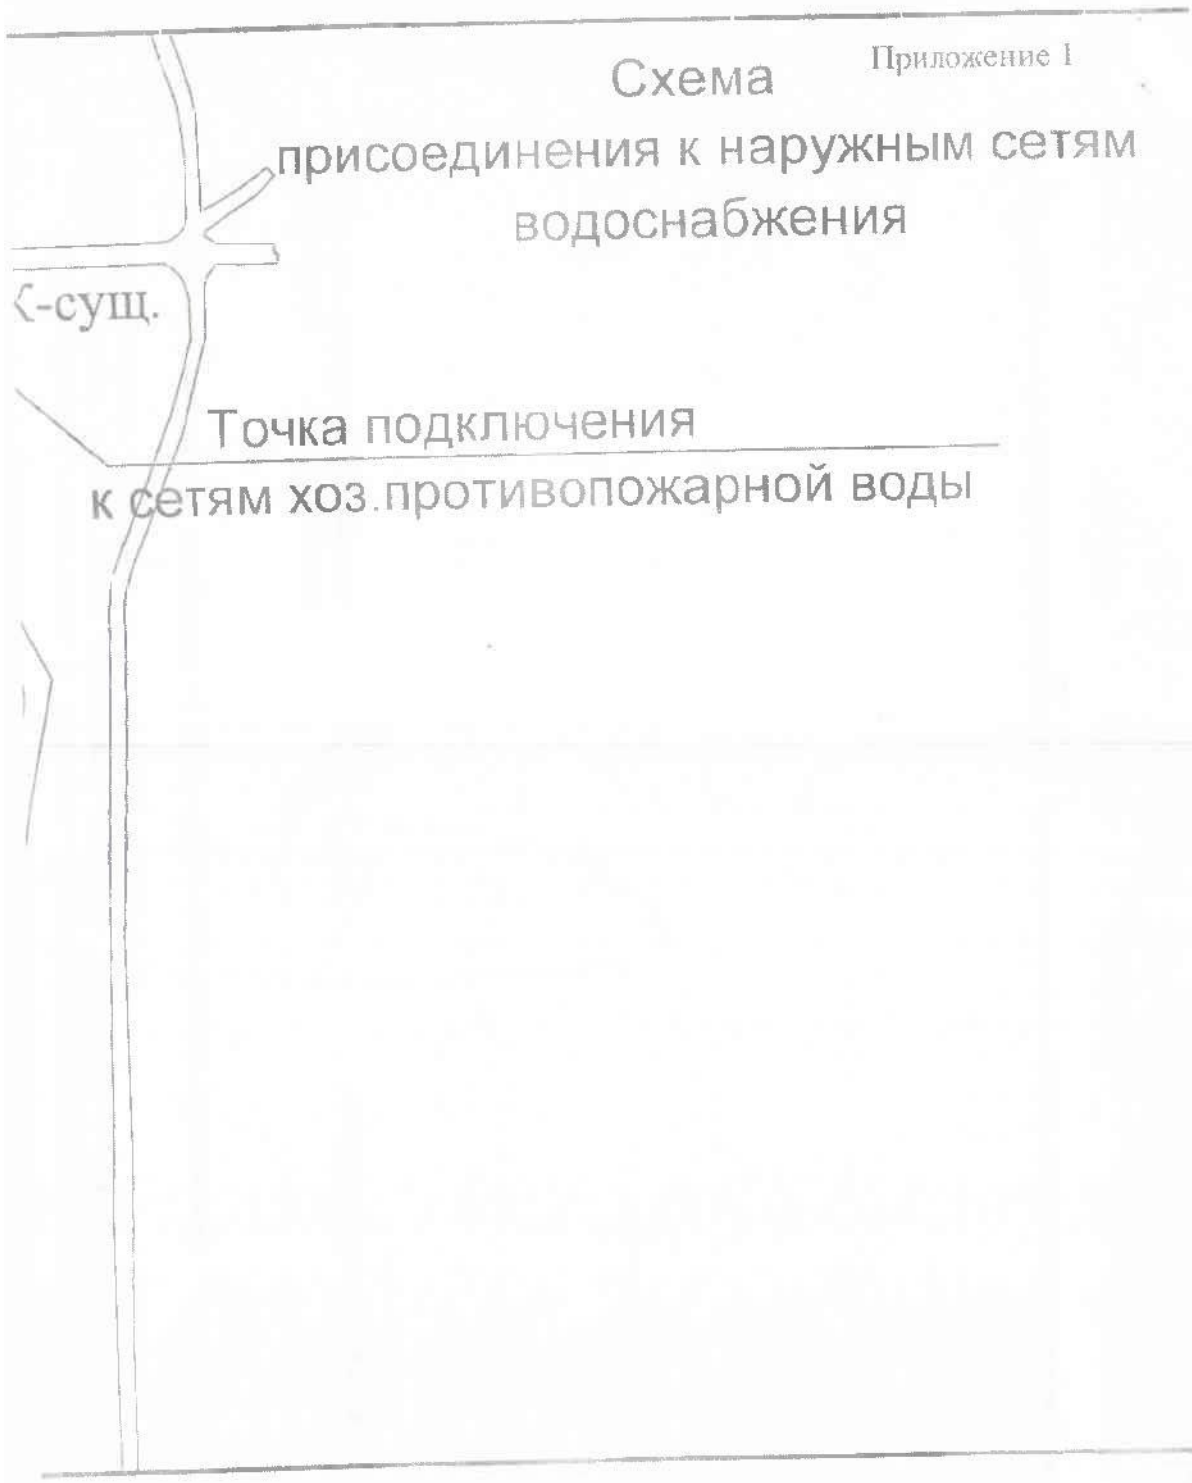 Приложение 1
Схема
присоединения к наружным сетям
водоснабжения
К-сущ.
Точка подключения
к сетям хоз.противопожарной воды